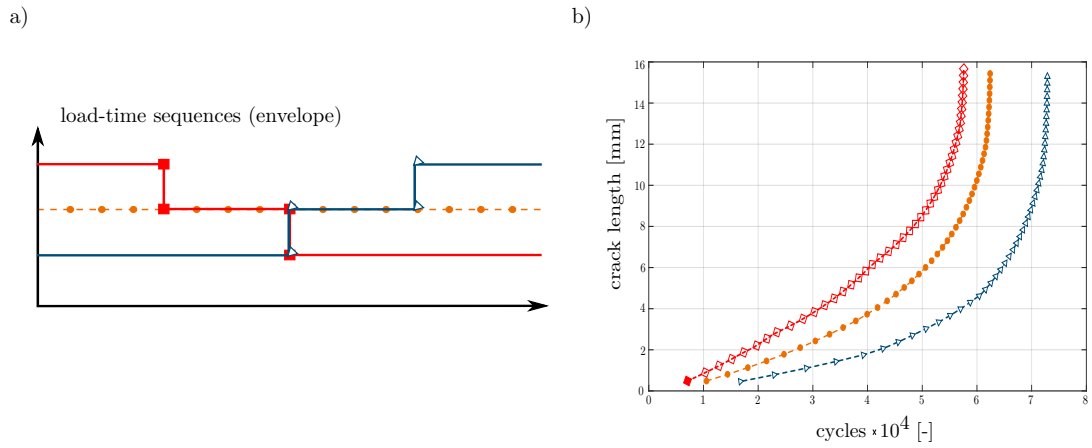 a)
load-time sequences (envelope)
b)
crack length [mm]
16
14
12
10
8
6
4
2
0
0 1 2 3 4 5 6 7 8
cycles ×10^4 [-]